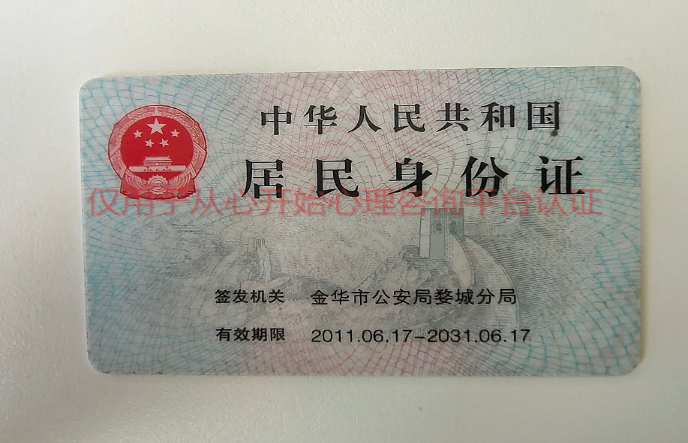 中华人民共和国
居民身份证
仅用于从心开始心理咨询平台认证
签发机关 金华市公安局婺城分局
有效期限 2011.06.17-2031.06.17